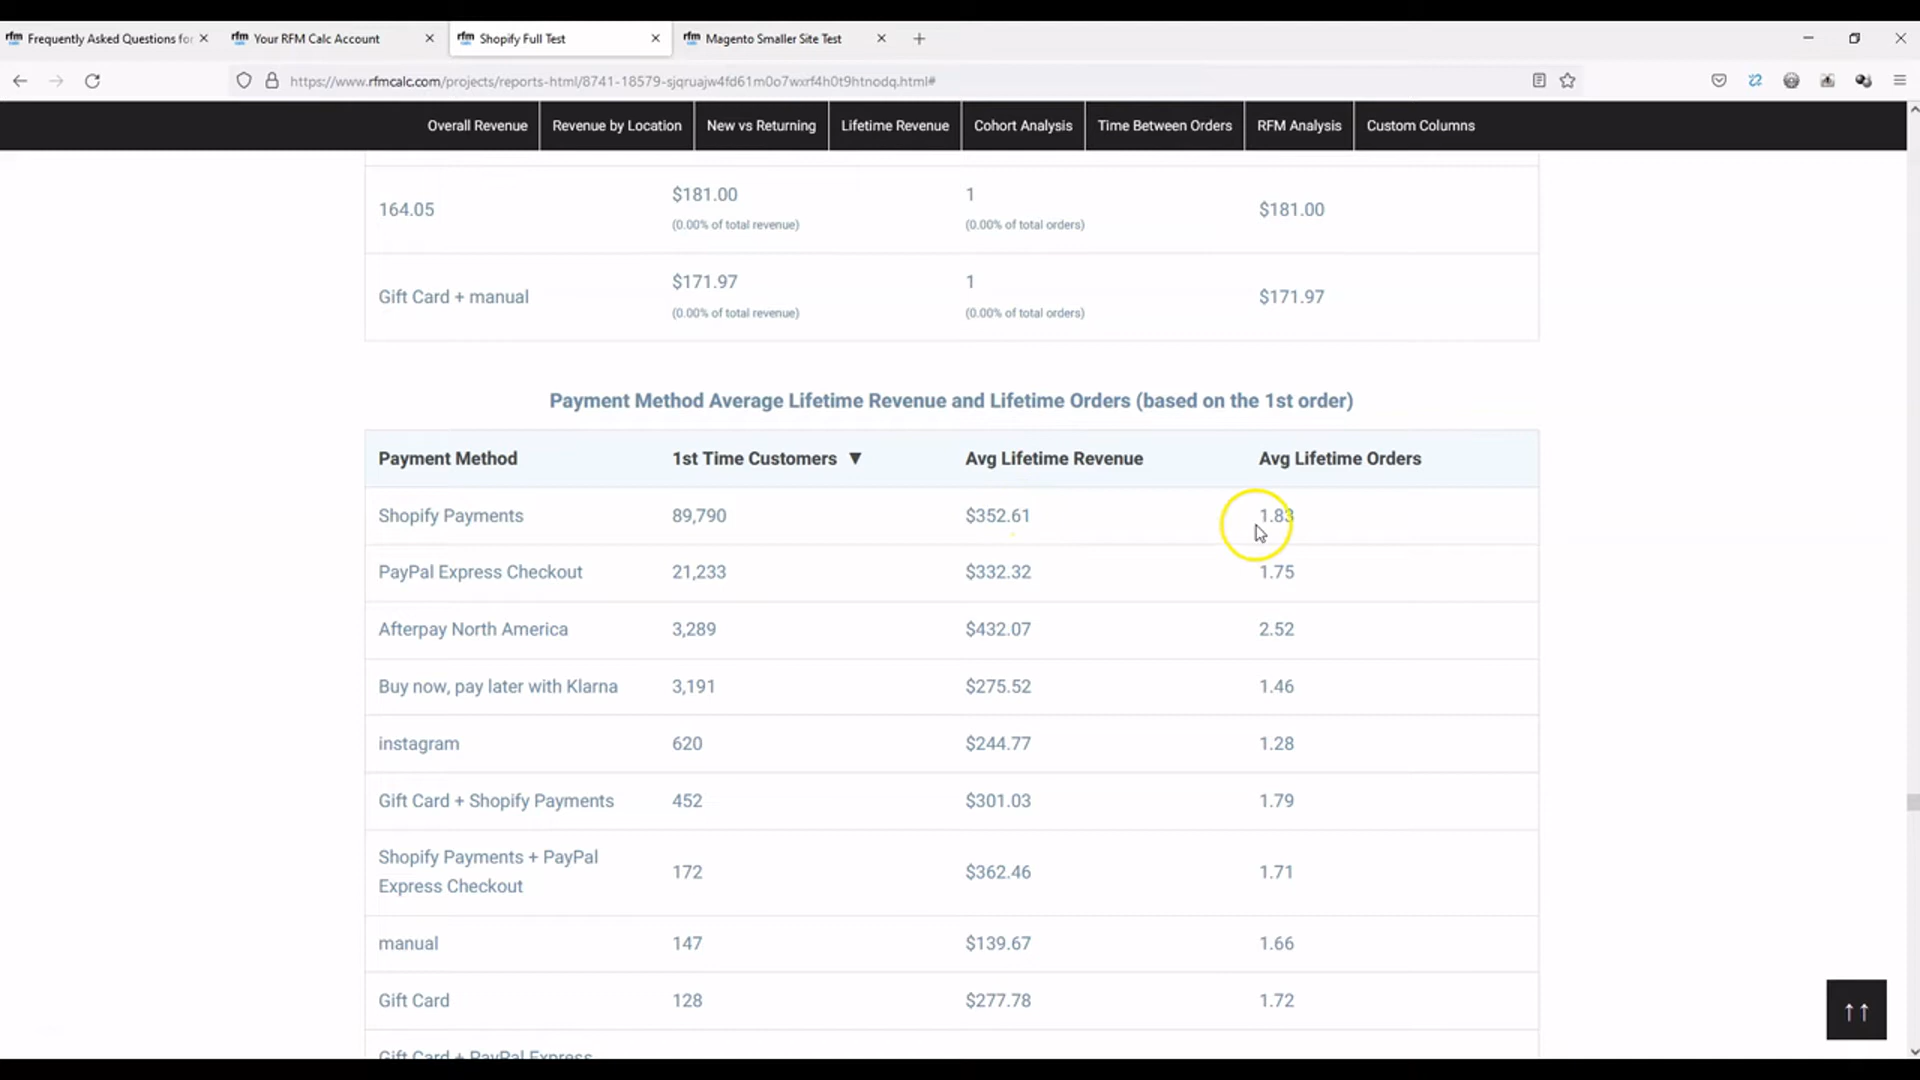 Frequently Asked Questions for
Your RFM Calc Account
Shopify Full Test
Magento Smaller Site Test
https://www.rfmcalc.com/projects/reports-html/8741-18579-sjqruajw4fd61m0o7wxrf4h0t9htnodq.html#
Overall Revenue
Revenue by Location
New vs Returning
Lifetime Revenue
Cohort Analysis
Time Between Orders
RFM Analysis
Custom Columns
164.05 $181.00 1 $181.00
(0.00% of total revenue) (0.00% of total orders)
Gift Card + manual $171.97 1 $171.97
(0.00% of total revenue) (0.00% of total orders)
Payment Method Average Lifetime Revenue and Lifetime Orders (based on the 1st order)
Payment Method 1st Time Customers ▼ Avg Lifetime Revenue Avg Lifetime Orders
Shopify Payments 89,790 $352.61 1.83
PayPal Express Checkout 21,233 $332.32 1.75
Afterpay North America 3,289 $432.07 2.52
Buy now, pay later with Klarna 3,191 $275.52 1.46
instagram 620 $244.77 1.28
Gift Card + Shopify Payments 452 $301.03 1.79
Shopify Payments + PayPal
Express Checkout 172 $362.46 1.71
manual 147 $139.67 1.66
Gift Card 128 $277.78 1.72
Gift Card + PayPal Express